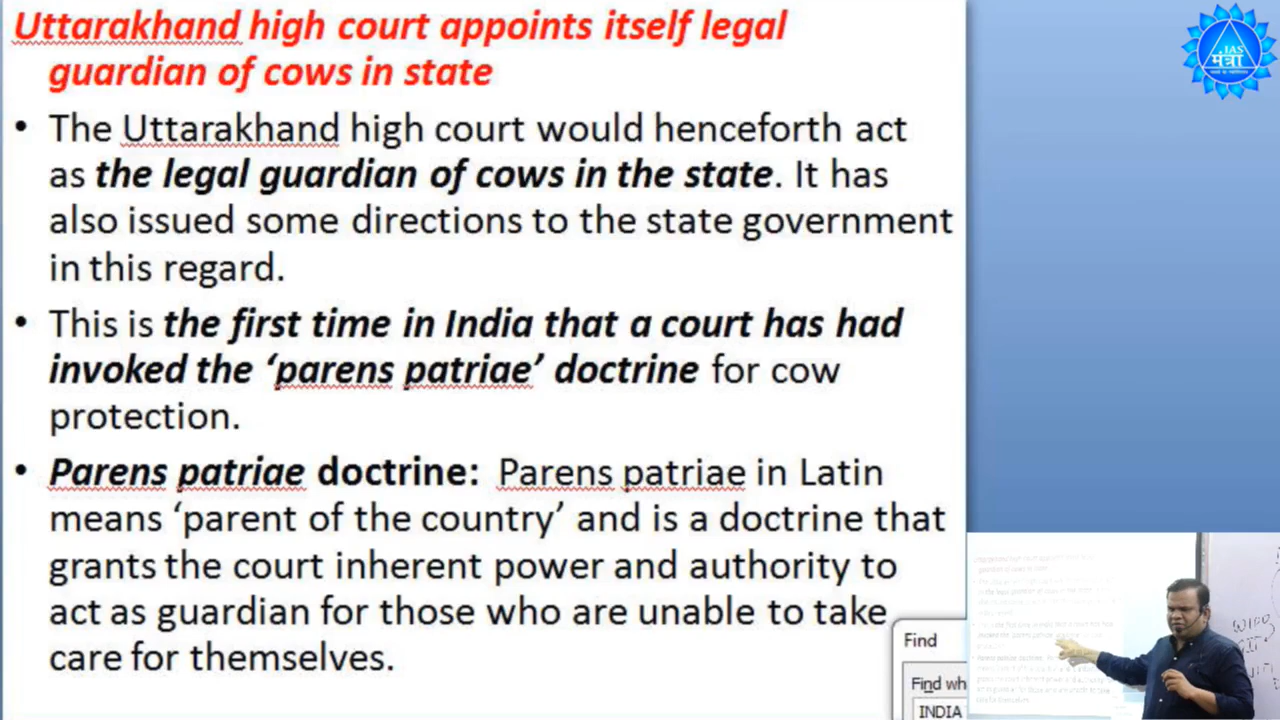 Uttarakhand high court appoints itself legal
guardian of cows in state
IAS
मंत्रा
• The Uttarakhand high court would henceforth act
as the legal guardian of cows in the state. It has
also issued some directions to the state government
in this regard.
• This is the first time in India that a court has had
invoked the ‘parens patriae’ doctrine for cow
protection.
• Parens patriae doctrine: Parens patriae in Latin
means ‘parent of the country’ and is a doctrine that
grants the court inherent power and authority to
act as guardian for those who are unable to take
care for themselves.
Find
Find wh
INDIA